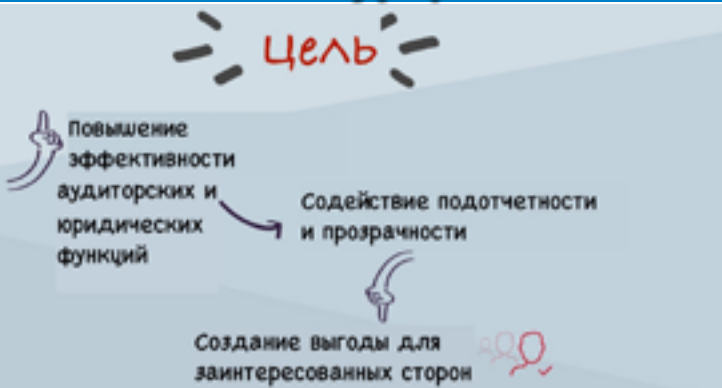 Цель
Повышение
эффективности
аудиторских и
юридических
функций
Содействие подотчетности
и прозрачности
Создание выгоды для
заинтересованных сторон